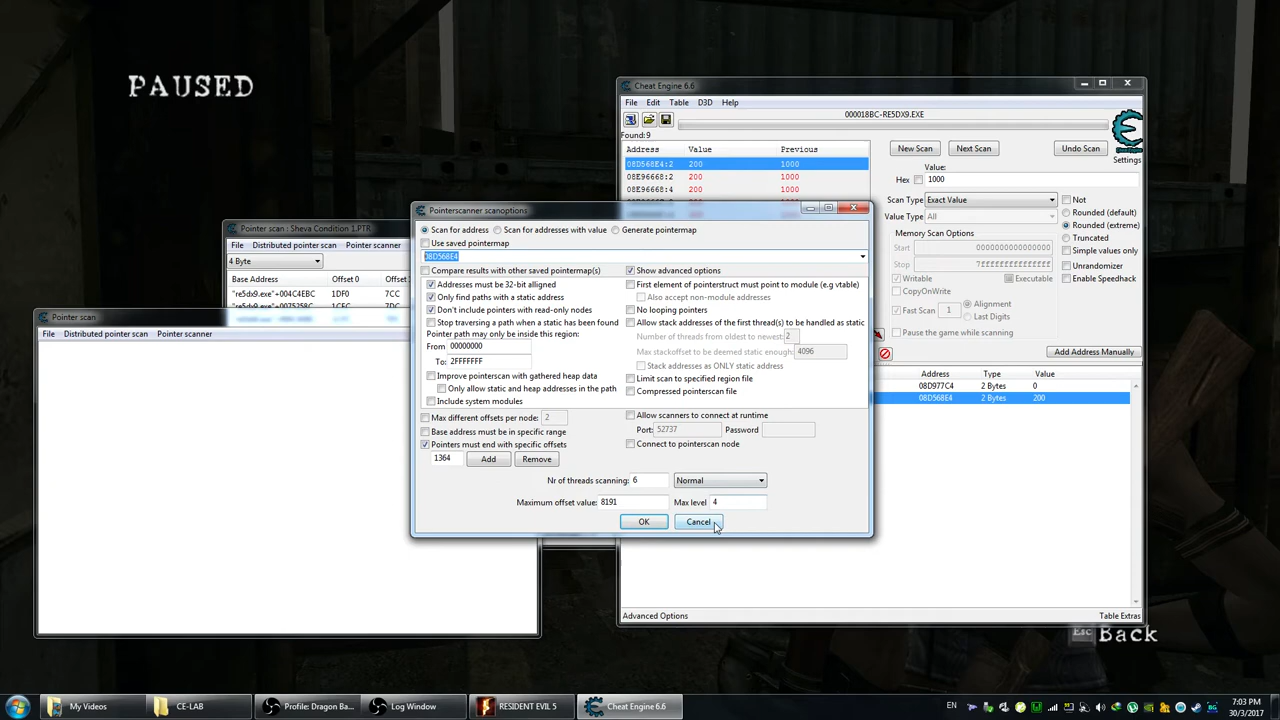 PAUSED
Cheat Engine 6.6
File Edit Table D3D Help
000018BC-RE5DX9.EXE
Found:9
Address Value Previous
08D568E4:2 200 1000
08E96668:2 200 1000
08E96668:4 200 1000
New Scan Next Scan Undo Scan
Settings
Value:
Hex 1000
Scan Type Exact Value
Value Type All
Not
Rounded (default)
Rounded (extreme)
Truncated
Simple values only
Unrandomizer
Enable Speedhack
Memory Scan Options
Start 0000000000000000
Stop 7fffffffffffffff
Writable Executable
CopyOnWrite
Fast Scan 1 Alignment
Last Digits
Pause the game while scanning
Add Address Manually
Address Type Value
08D977C4 2 Bytes 0
08D568E4 2 Bytes 200
Advanced Options Table Extras
Pointer scan : Sheva Condition 1.PTR
File Distributed pointer scan Pointer scanner
4 Byte
Base Address Offset 0 Offset 1
"re5dx9.exe"+004C4EBC 1DF0 7CC
Pointer scan
File Distributed pointer scan Pointer scanner
Pointerscanner scanoptions
Scan for address Scan for addresses with value Generate pointermap
Use saved pointermap
08D568E4
Compare results with other saved pointermap(s)
Show advanced options
Addresses must be 32-bit alligned
Only find paths with a static address
Don't include pointers with read-only nodes
Stop traversing a path when a static has been found
Pointer path may only be inside this region:
From 00000000
To: 2FFFFFFF
Improve pointerscan with gathered heap data
Only allow static and heap addresses in the path
Include system modules
First element of pointerstruct must point to module (e.g vtable)
Also accept non-module addresses
No looping pointers
Allow stack addresses of the first thread(s) to be handled as static
Number of threads from oldest to newest: 2
Max stackoffset to be deemed static enough: 4096
Stack addresses as ONLY static address
Limit scan to specified region file
Compressed pointerscan file
Max different offsets per node: 2
Base address must be in specific range
Pointers must end with specific offsets
1364 Add Remove
Allow scanners to connect at runtime
Port: 52737 Password
Connect to pointerscan node
Nr of threads scanning: 6 Normal
Maximum offset value: 8191 Max level 4
OK Cancel
Esc Back
My Videos CE-LAB Profile: Dragon Ba... Log Window RESIDENT EVIL 5 Cheat Engine 6.6
EN
7:03 PM
30/3/2017